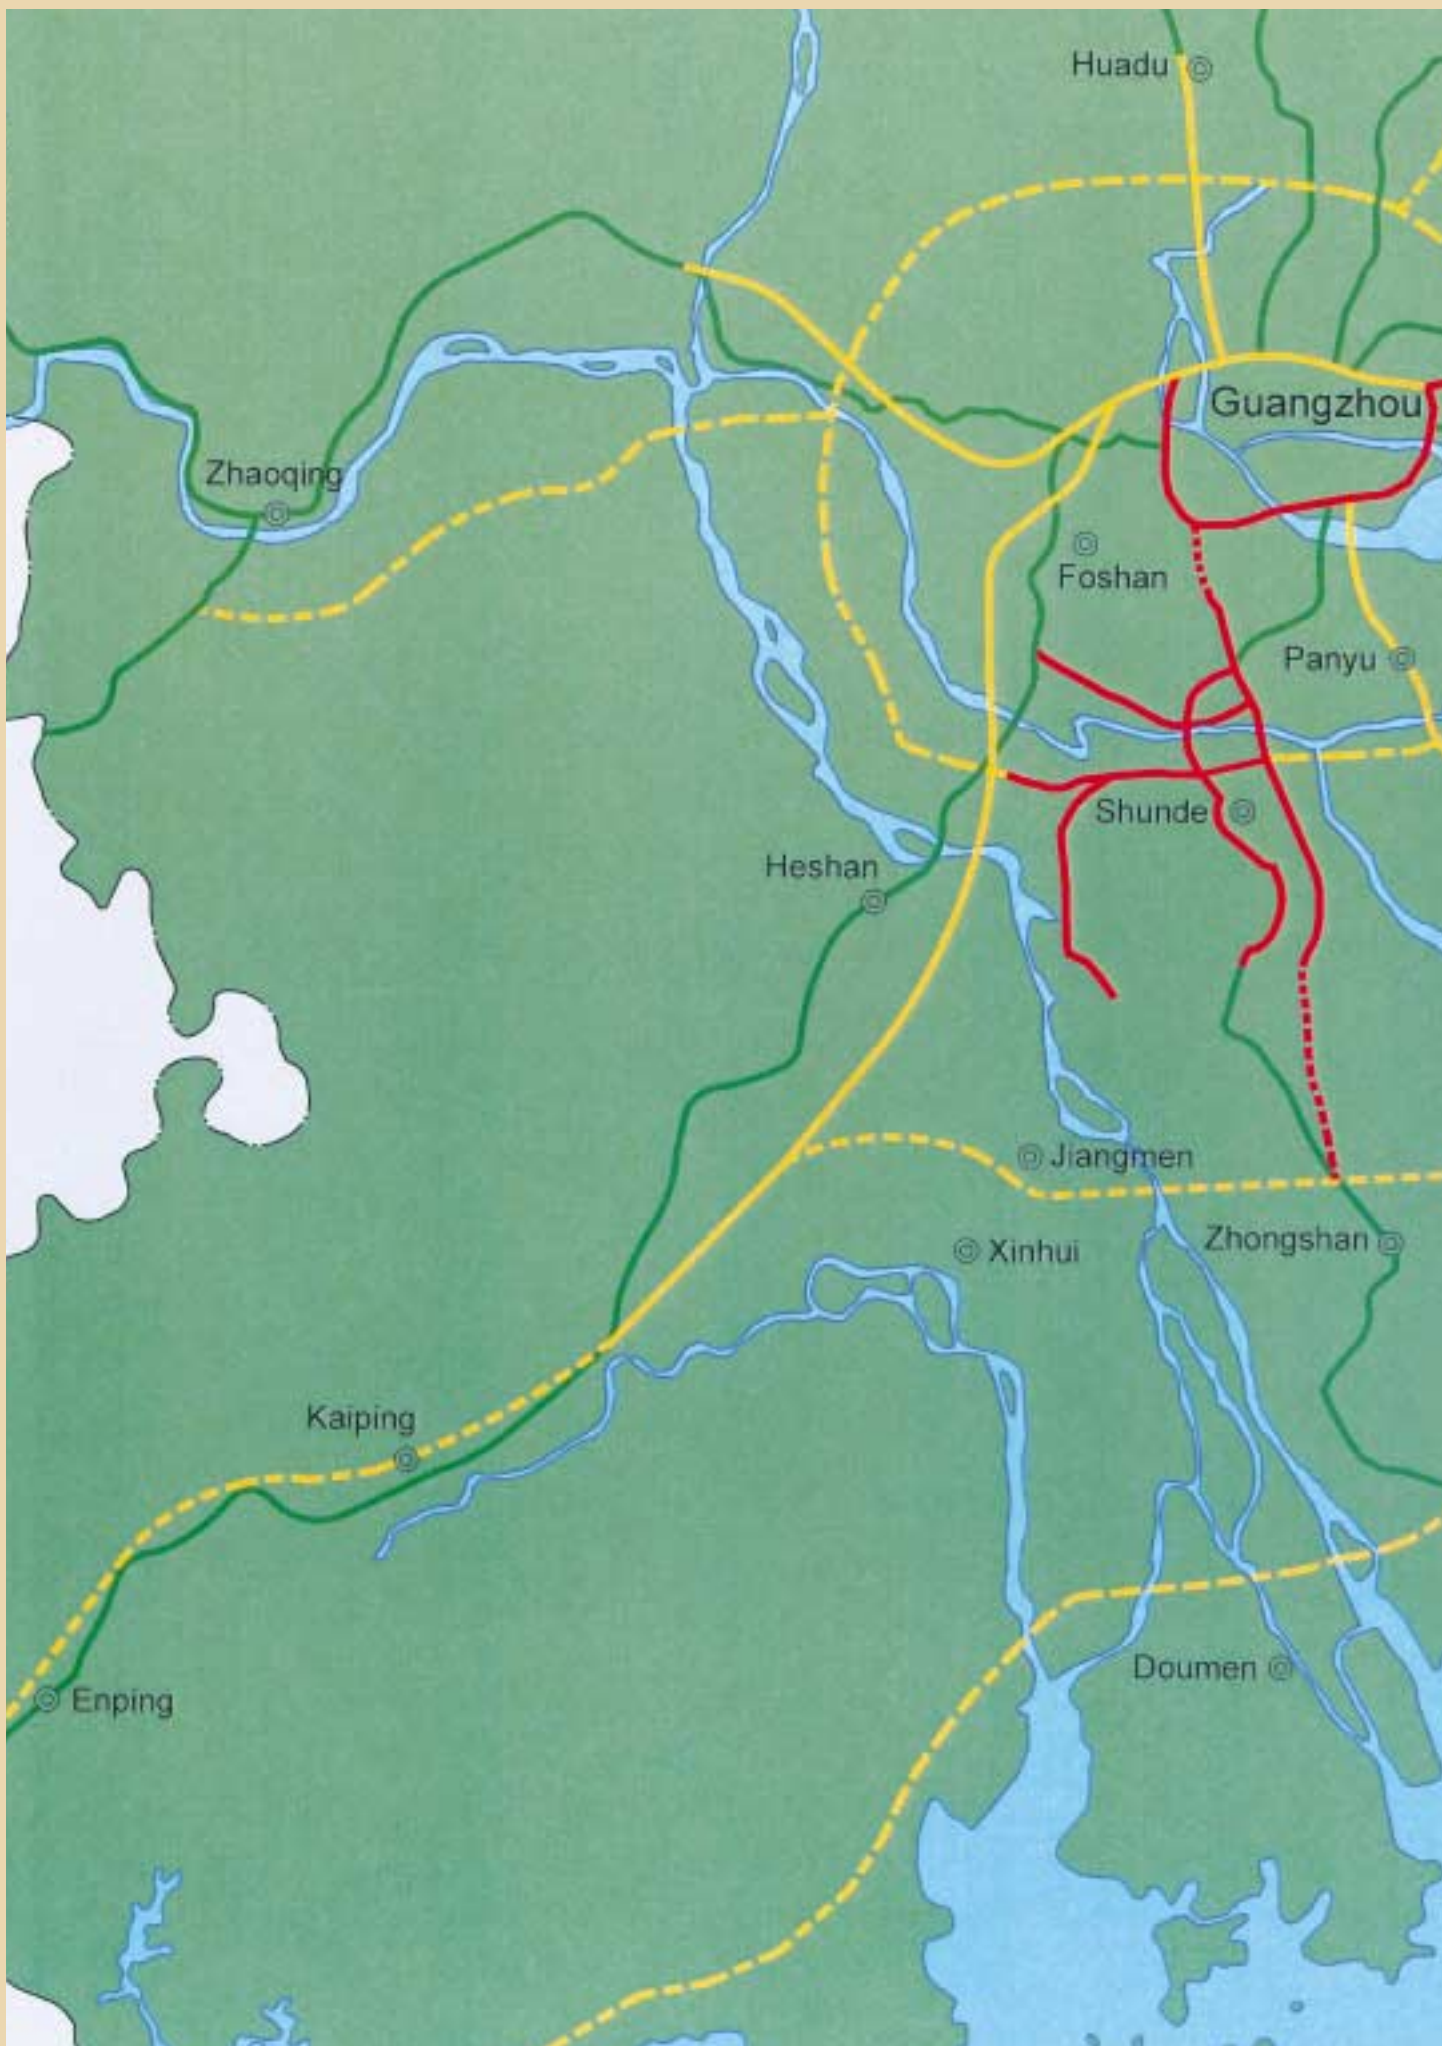 Huadu
Guangzhou
Zhaoqing
Foshan
Panyu
Shunde
Heshan
Jiangmen
Zhongshan
Xinhui
Kaiping
Doumen
Enping